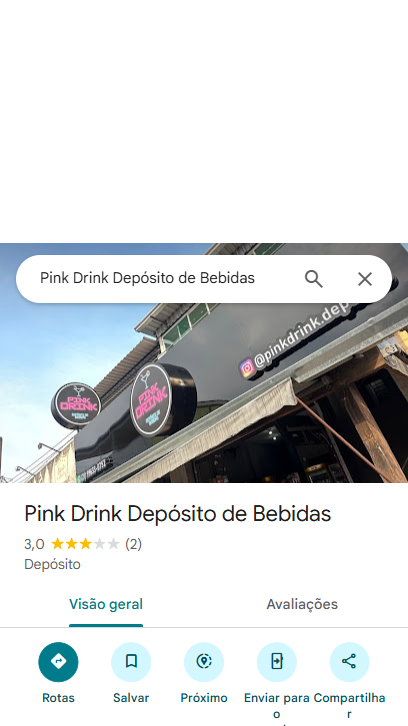 Pink Drink Depósito de Bebidas
@pinkdrink.dep
PINK
DRINK
PINK
DRINK
Pink Drink Depósito de Bebidas
3,0 (2)
Depósito
Visão geral
Avaliações
Rotas
Salvar
Próximo
Enviar para o
Compartilhar